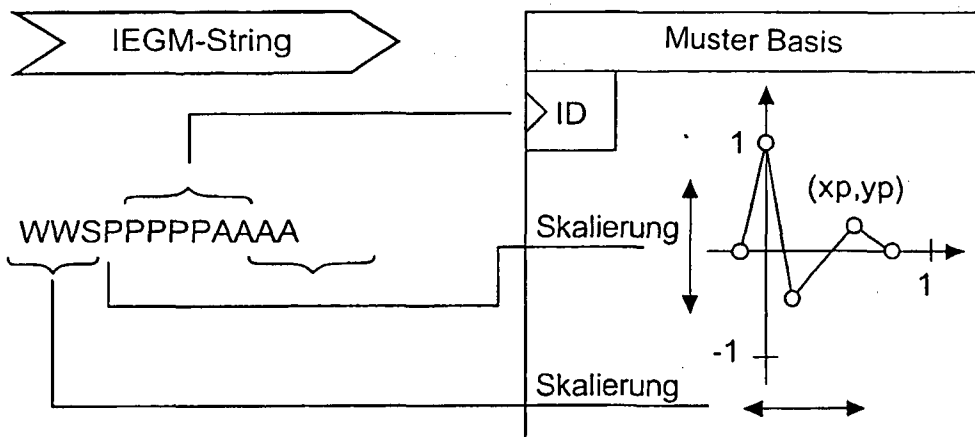 IEGM-String
Muster Basis
ID
1
(xp,yp)
WWSPPPPPAAAA
Skalierung
1
-1
Skalierung